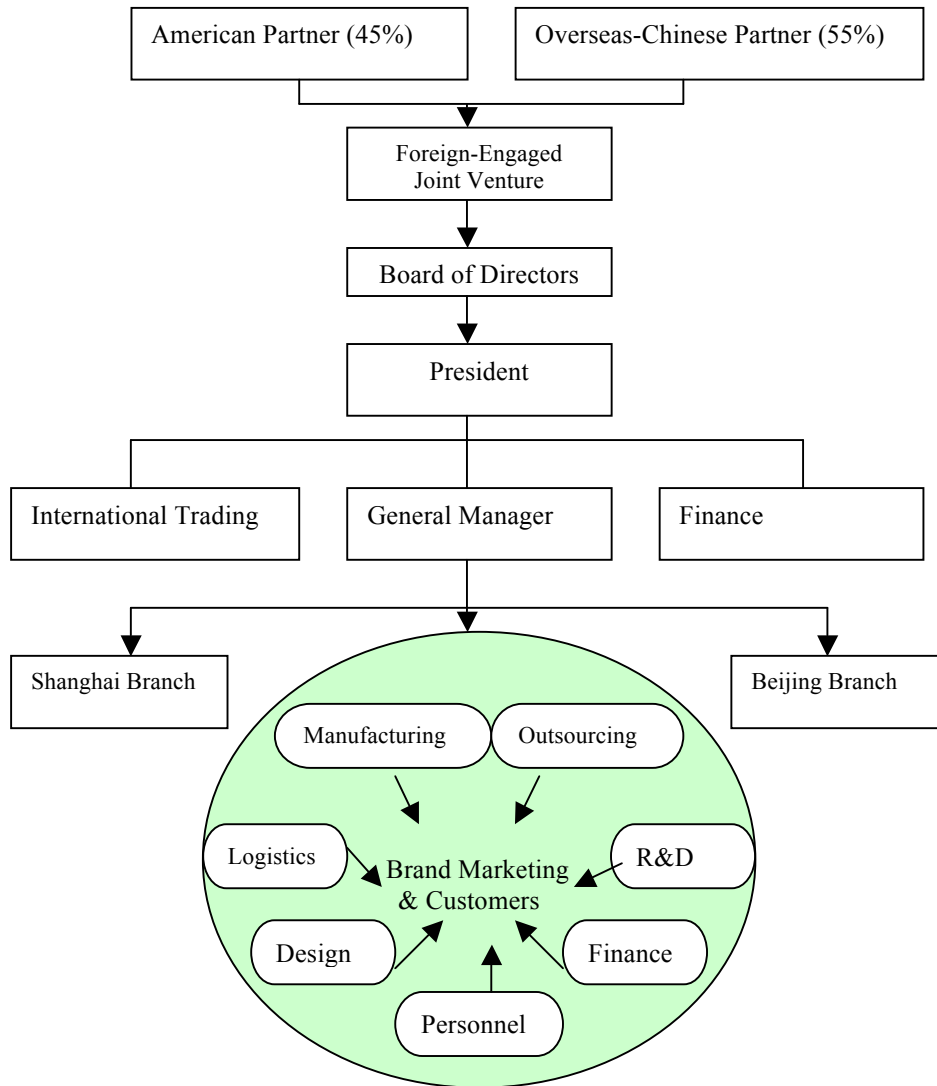 American Partner (45%)
Overseas-Chinese Partner (55%)
Foreign-Engaged
Joint Venture
Board of Directors
President
International Trading
General Manager
Finance
Shanghai Branch
Beijing Branch
Manufacturing
Outsourcing
Logistics
R&D
Brand Marketing
& Customers
Design
Finance
Personnel